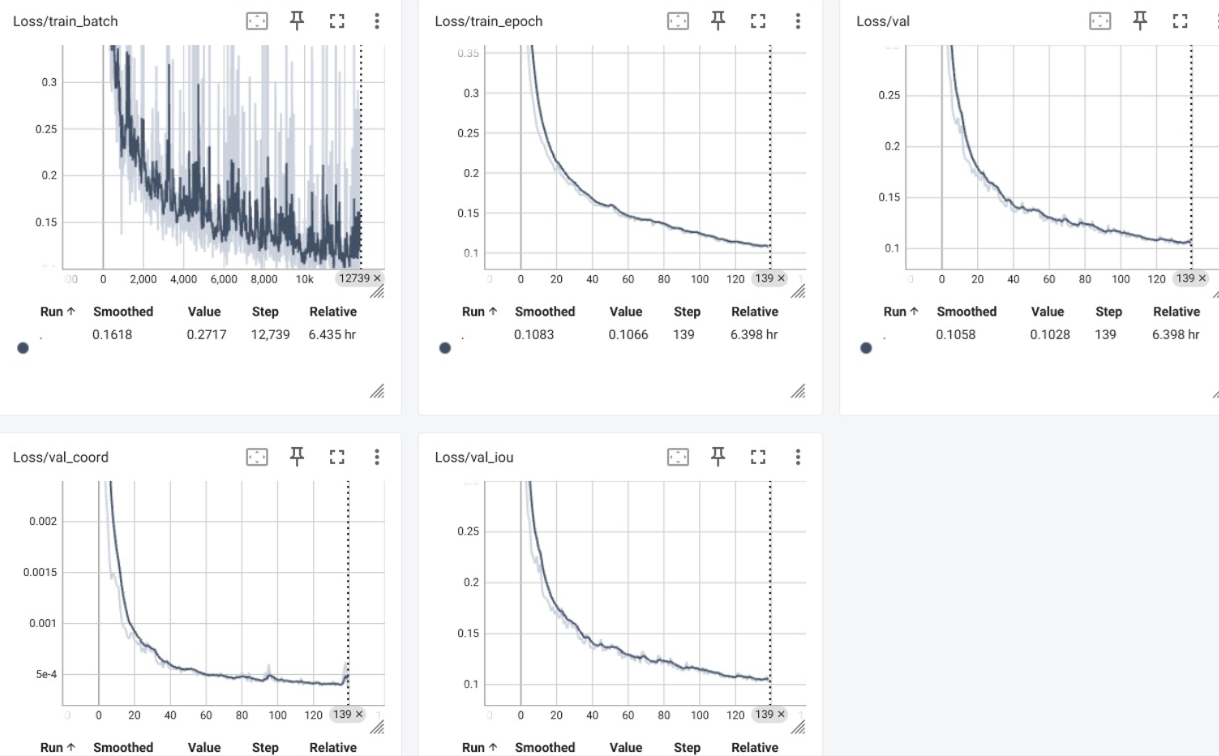 Loss/train_batch
0.3
0.25
0.2
0.15
0 2,000 4,000 6,000 8,000 10k 12739 ×
Run ↑ Smoothed Value Step Relative
. 0.1618 0.2717 12,739 6.435 hr
Loss/train_epoch
0.35
0.3
0.25
0.2
0.15
0.1
0 20 40 60 80 100 120 139 ×
Run ↑ Smoothed Value Step Relative
. 0.1083 0.1066 139 6.398 hr
Loss/val
0.25
0.2
0.15
0.1
0 20 40 60 80 100 120 139 ×
Run ↑ Smoothed Value Step Relative
. 0.1058 0.1028 139 6.398 hr
Loss/val_coord
0.002
0.0015
0.001
5e-4
0 20 40 60 80 100 120 139 ×
Run ↑ Smoothed Value Step Relative
Loss/val_iou
0.25
0.2
0.15
0.1
0 20 40 60 80 100 120 139 ×
Run ↑ Smoothed Value Step Relative